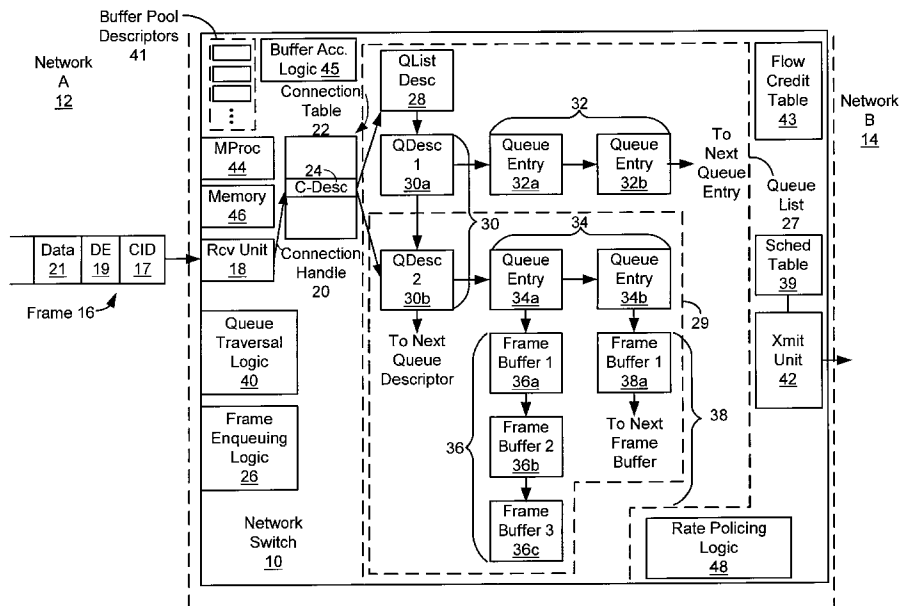 Buffer Pool
Descriptors
41
Network
A
12
Buffer Acc.
Logic 45
Connection
Table
22
MProc
44
Memory
46
24
C-Desc
Data
21
DE
19
CID
17
Frame 16
Rcv Unit
18
Connection
Handle
20
Queue
Traversal
Logic
40
Frame
Enqueuing
Logic
26
Network
Switch
10
QList
Desc
28
QDesc
1
30a
32
Queue
Entry
32a
Queue
Entry
32b
To
Next
Queue
Entry
30
34
QDesc
2
30b
Queue
Entry
34a
Queue
Entry
34b
29
To Next
Queue
Descriptor
Frame
Buffer 1
36a
Frame
Buffer 1
38a
36
Frame
Buffer 2
36b
To Next
Frame
Buffer
38
Frame
Buffer 3
36c
Flow
Credit
Table
43
Network
B
14
Queue
List
27
Sched
Table
39
Xmit
Unit
42
Rate Policing
Logic
48